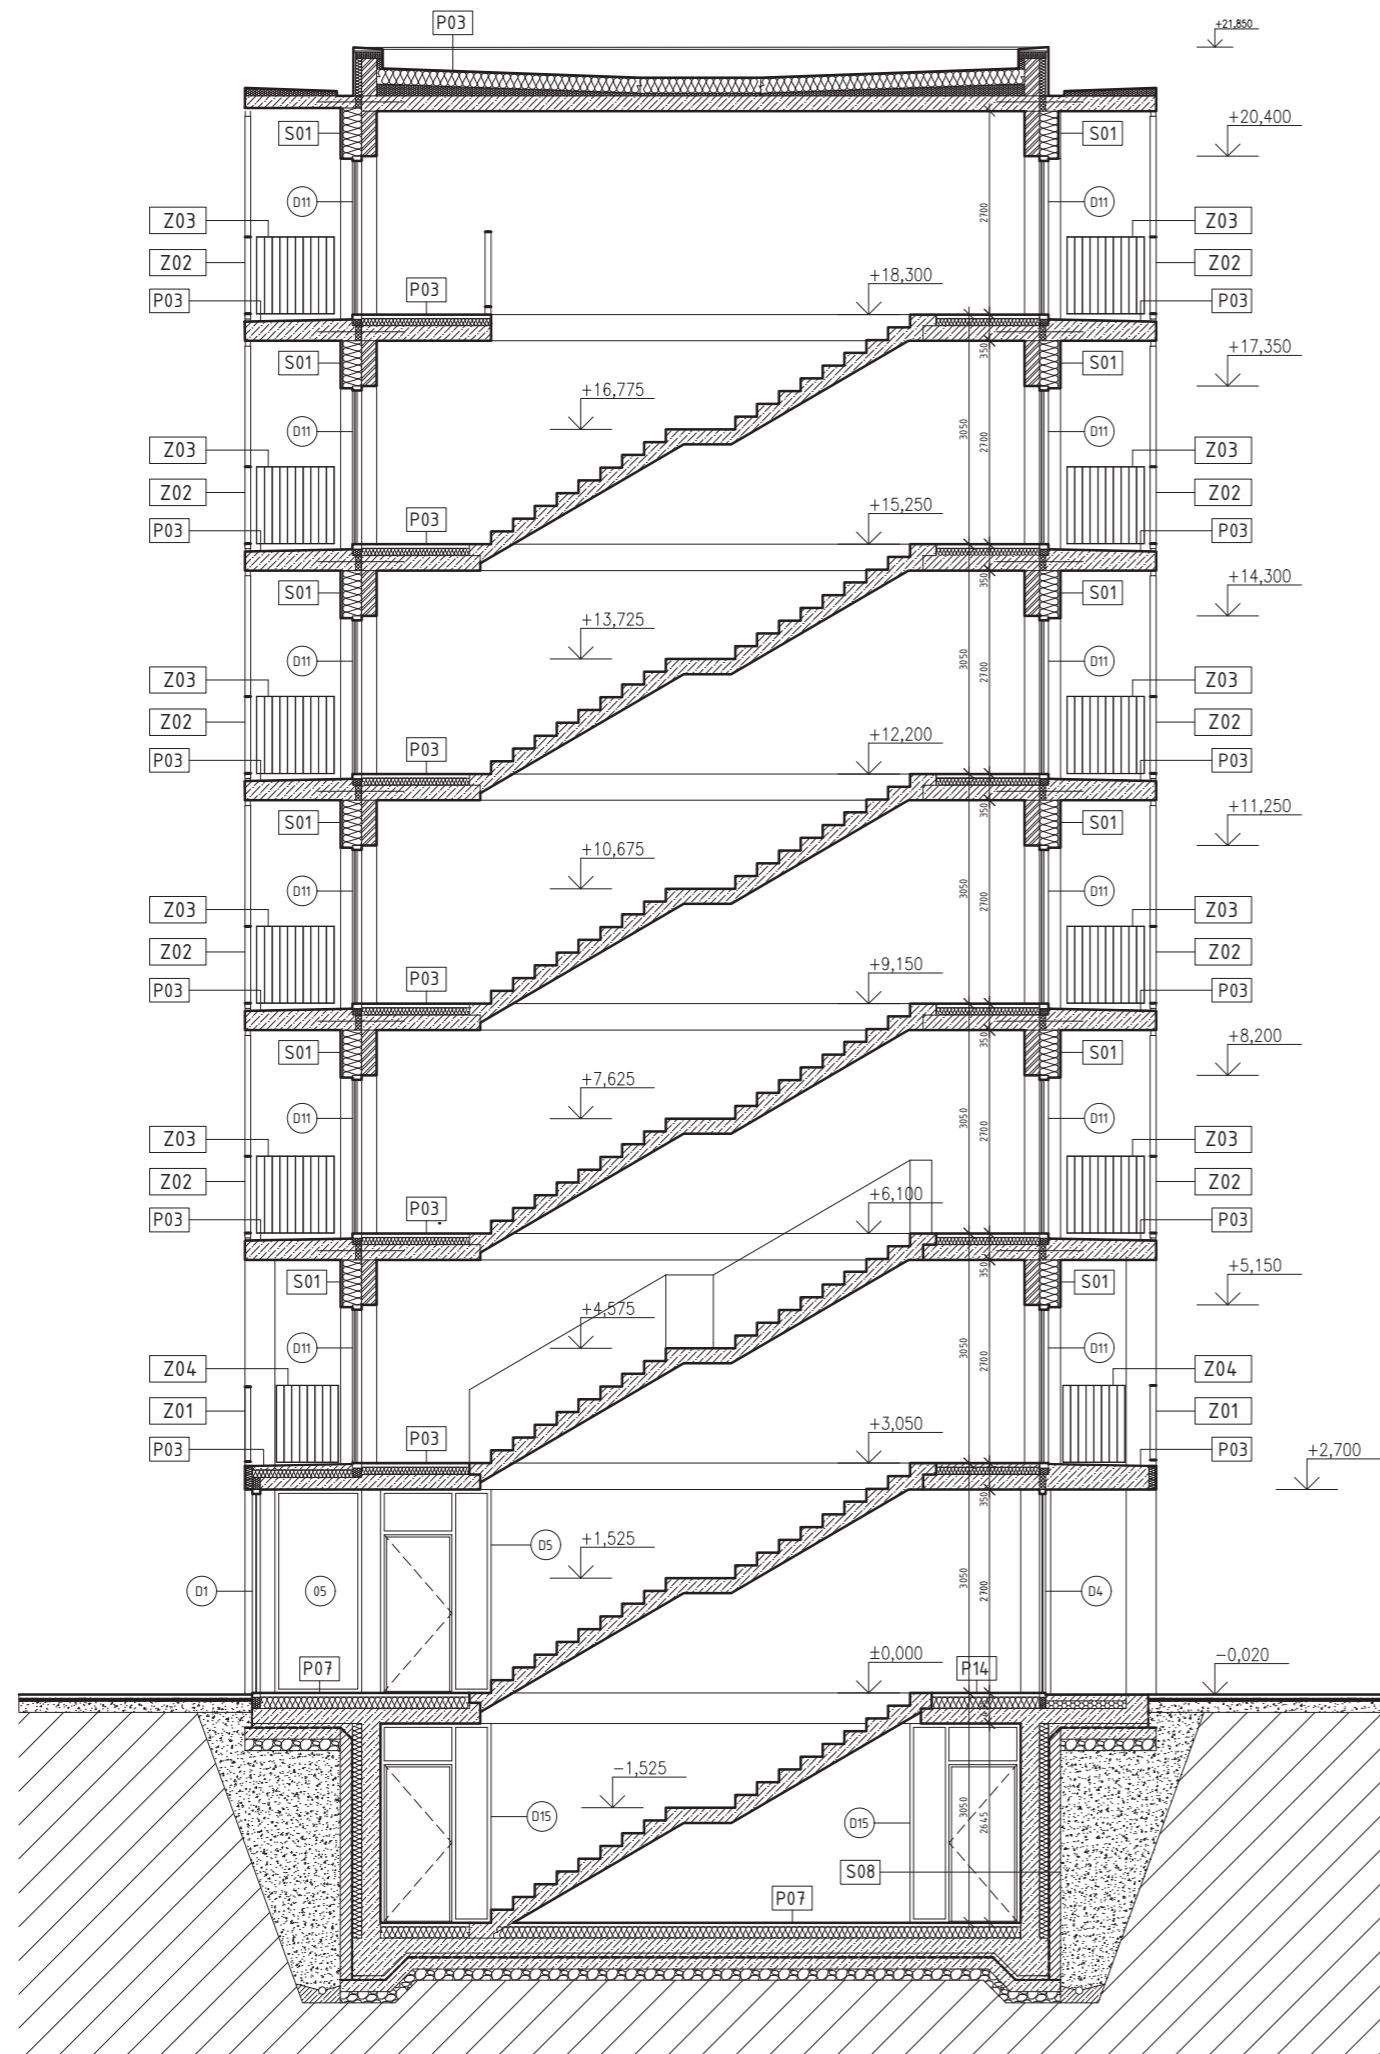 P03
+21,850
+20,400
S01 S01
D11 D11
2700
Z03 Z03
Z02 Z02
P03 P03 P03
+18,300
S01 350 S01
+17,350
+16,775
D11 D11
3050 2700
Z03 Z03
Z02 Z02
P03 P03 P03
+15,250
S01 350 S01
+14,300
+13,725
D11 D11
3050 2700
Z03 Z03
Z02 Z02
P03 P03 P03
+12,200
S01 350 S01
+11,250
+10,675
D11 D11
3050 2700
Z03 Z03
Z02 Z02
P03 P03 P03
+9,150
S01 350 S01
+8,200
+7,625
D11 D11
3050 2700
Z03 Z03
Z02 Z02
P03 P03 P03
+6,100
S01 350 S01
+5,150
+4,575
D11 D11
3050 2700
Z04 Z04
Z01 Z01
P03 P03 P03
+3,050
+2,700
350
+1,525
D5
D1 05 D4
3050 2700
P07 ±0,000 P14 -0,020
-1,525
D15 D15
3050 2645
S08
P07